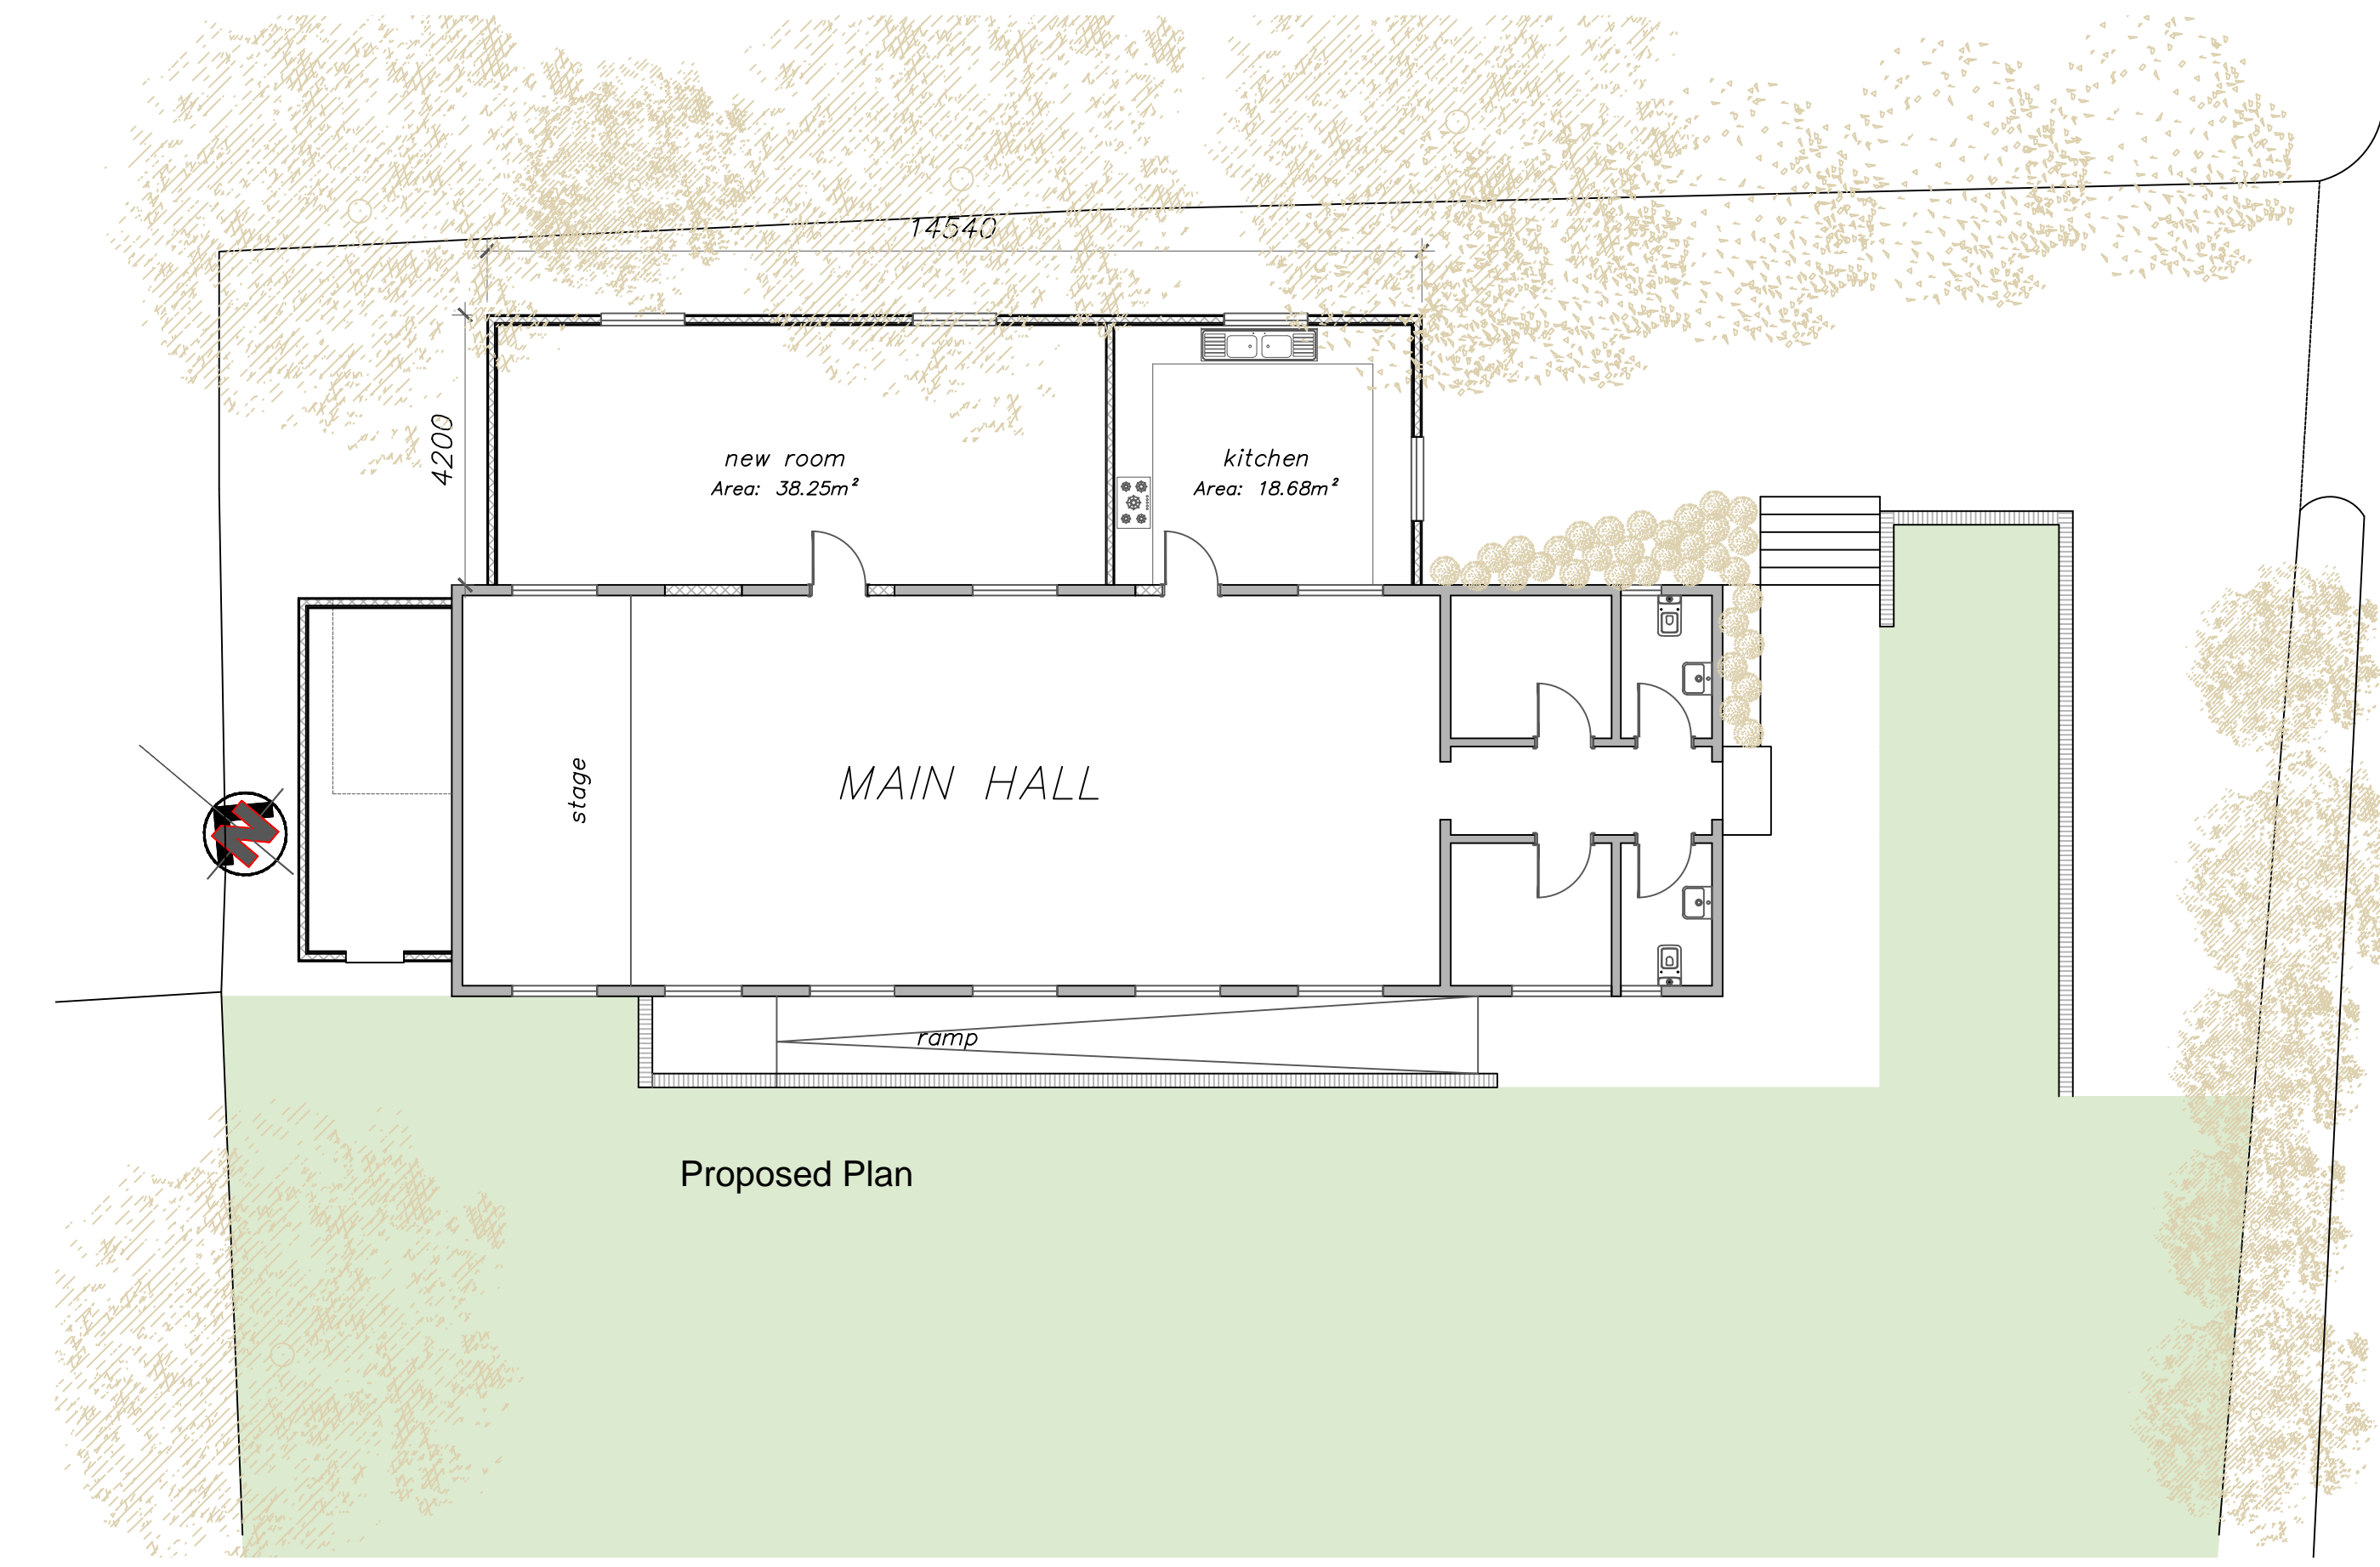 14540
4200
new room
Area: 38.25m²
kitchen
Area: 18.68m²
stage
MAIN HALL
N
ramp
Proposed Plan